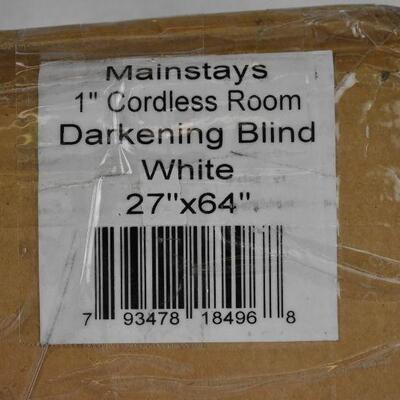 Mainstays
1" Cordless Room
Darkening Blind
White
27"x64"
7 93478 18496 8